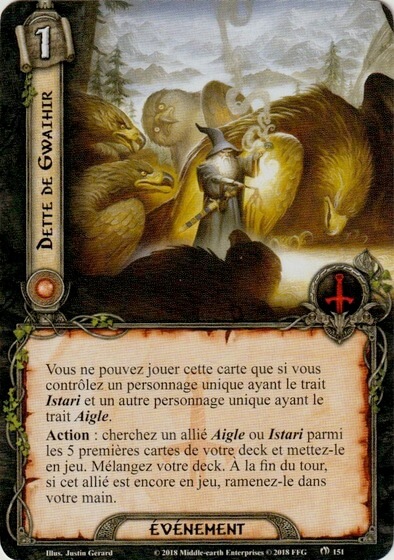 1
Dette de Gwaihir
Vous ne pouvez jouer cette carte que si vous
contrôlez un personnage unique ayant le trait
Istari et un autre personnage unique ayant le
trait Aigle.
Action : cherchez un allié Aigle ou Istari parmi
les 5 premières cartes de votre deck et mettez-le
en jeu. Mélangez votre deck. À la fin du tour,
si cet allié est encore en jeu, ramenez-le dans
votre main.
ÉVÉNEMENT
Illus. Justin Gerard © 2018 Middle-earth Enterprises © 2018 FFG 151